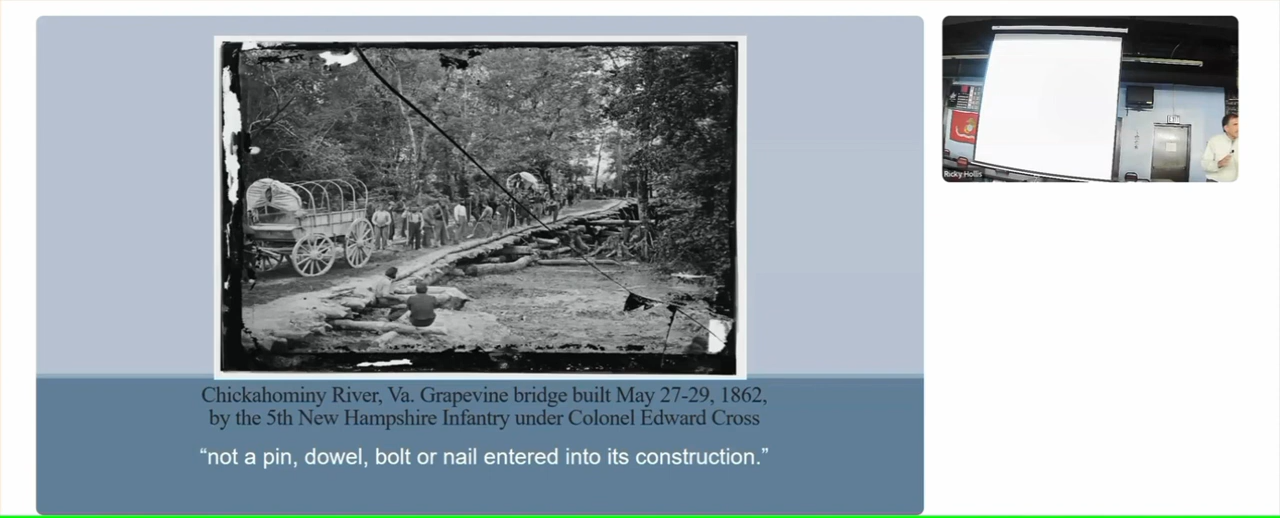 Chickahominy River, Va. Grapevine bridge built May 27-29, 1862,
by the 5th New Hampshire Infantry under Colonel Edward Cross
“not a pin, dowel, bolt or nail entered into its construction.”
Ricky Hollis